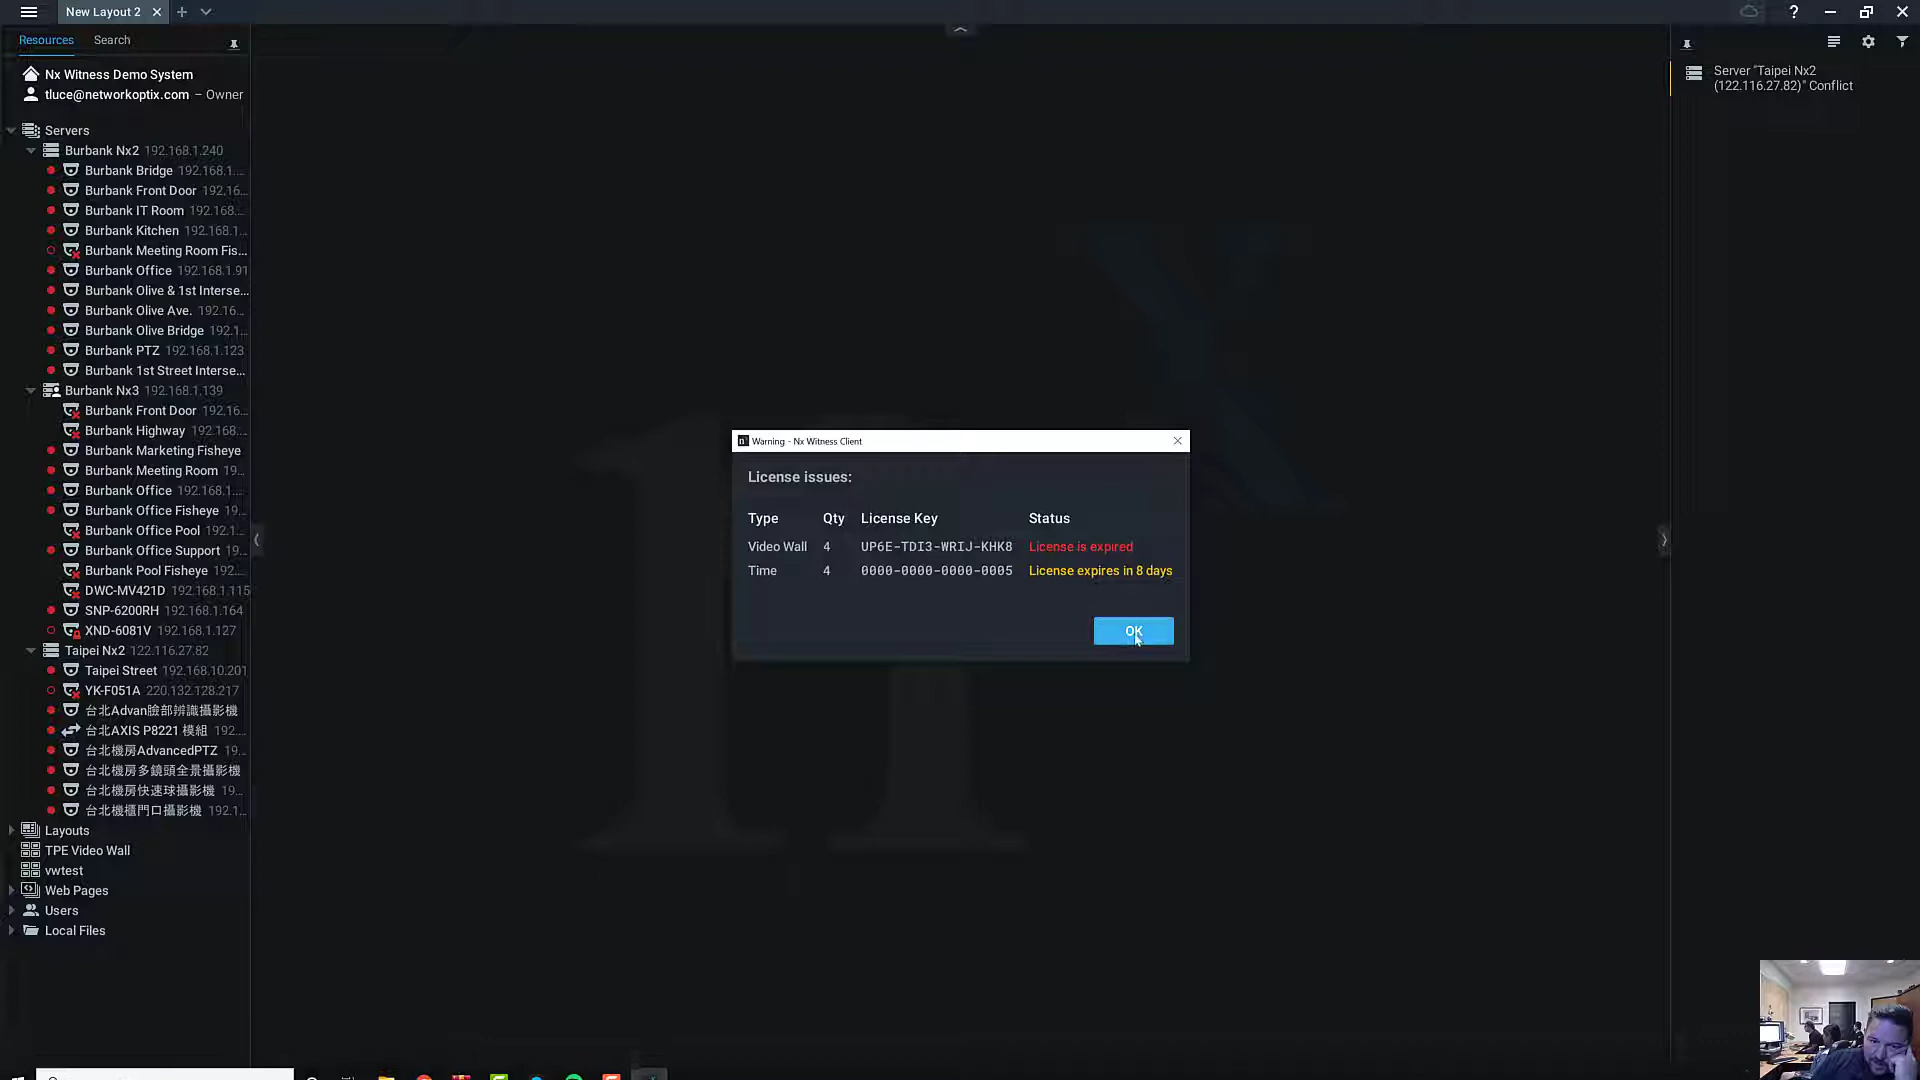 New Layout 2
Resources
Search
Nx Witness Demo System
tluce@networkoptix.com – Owner
Servers
Burbank Nx2 192.168.1.240
Burbank Bridge 192.168.1....
Burbank Front Door 192.16...
Burbank IT Room 192.168....
Burbank Kitchen 192.168.1...
Burbank Meeting Room Fis...
Burbank Office 192.168.1.91
Burbank Olive & 1st Interse...
Burbank Olive Ave. 192.16...
Burbank Olive Bridge 192.1...
Burbank PTZ 192.168.1.123
Burbank 1st Street Interse...
Burbank Nx3 192.168.1.139
Burbank Front Door 192.16...
Burbank Highway 192.168....
Burbank Marketing Fisheye
Burbank Meeting Room 19...
Burbank Office 192.168.1....
Burbank Office Fisheye 19...
Burbank Office Pool 192.1...
Burbank Office Support 19...
Burbank Pool Fisheye 192....
DWC-MV421D 192.168.1.115
SNP-6200RH 192.168.1.164
XND-6081V 192.168.1.127
Taipei Nx2 122.116.27.82
Taipei Street 192.168.10.201
YK-F051A 220.132.128.217
台北Advan臉部辨識攝影機
台北AXIS P8221 模組 192....
台北機房AdvancedPTZ 19...
台北機房多鏡頭全景攝影機
台北機房快速球攝影機 19...
台北機櫃門口攝影機 192.1...
Layouts
TPE Video Wall
vwtest
Web Pages
Users
Local Files
Warning - Nx Witness Client
License issues:
Type Qty License Key Status
Video Wall 4 UP6E-TDI3-WRIJ-KHK8 License is expired
Time 4 0000-0000-0000-0005 License expires in 8 days
OK
Server "Taipei Nx2
(122.116.27.82)" Conflict